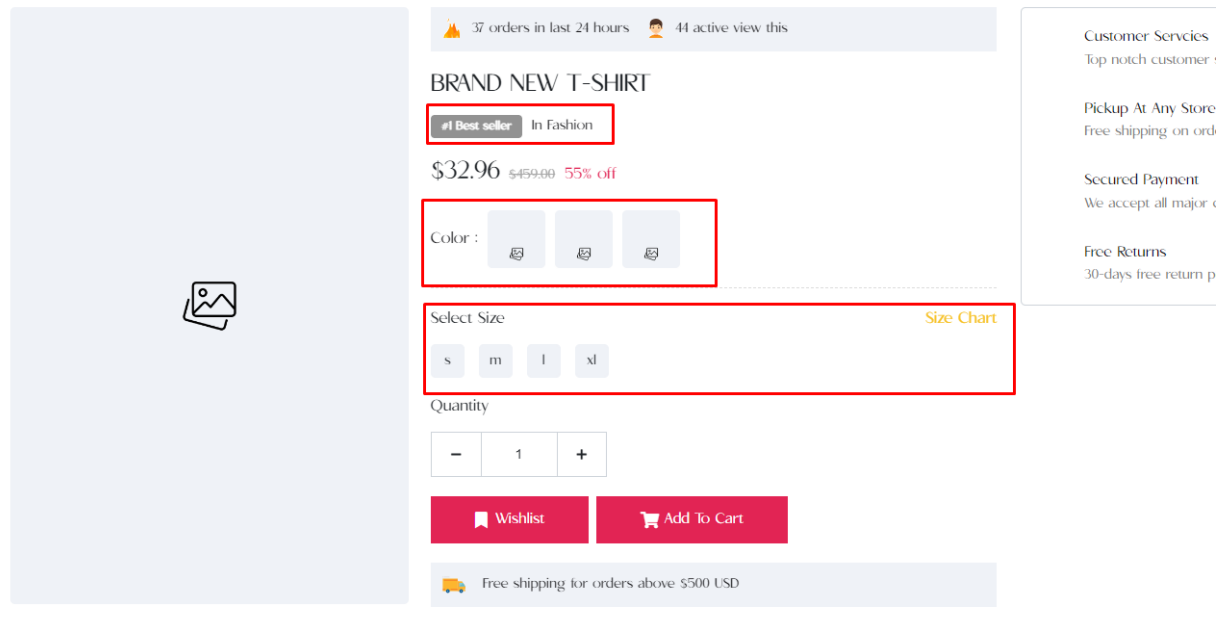 37 orders in last 24 hours 44 active view this
BRAND NEW T-SHIRT
#1 Best seller In Fashion
$32.96 $459.00 55% off
Color :
Select Size Size Chart
s m l xl
Quantity
− 1 +
Wishlist Add To Cart
Free shipping for orders above $500 USD
Customer Servcies
Top notch customer
Pickup At Any Store
Free shipping on
Secured Payment
We accept all major
Free Returns
30-days free return